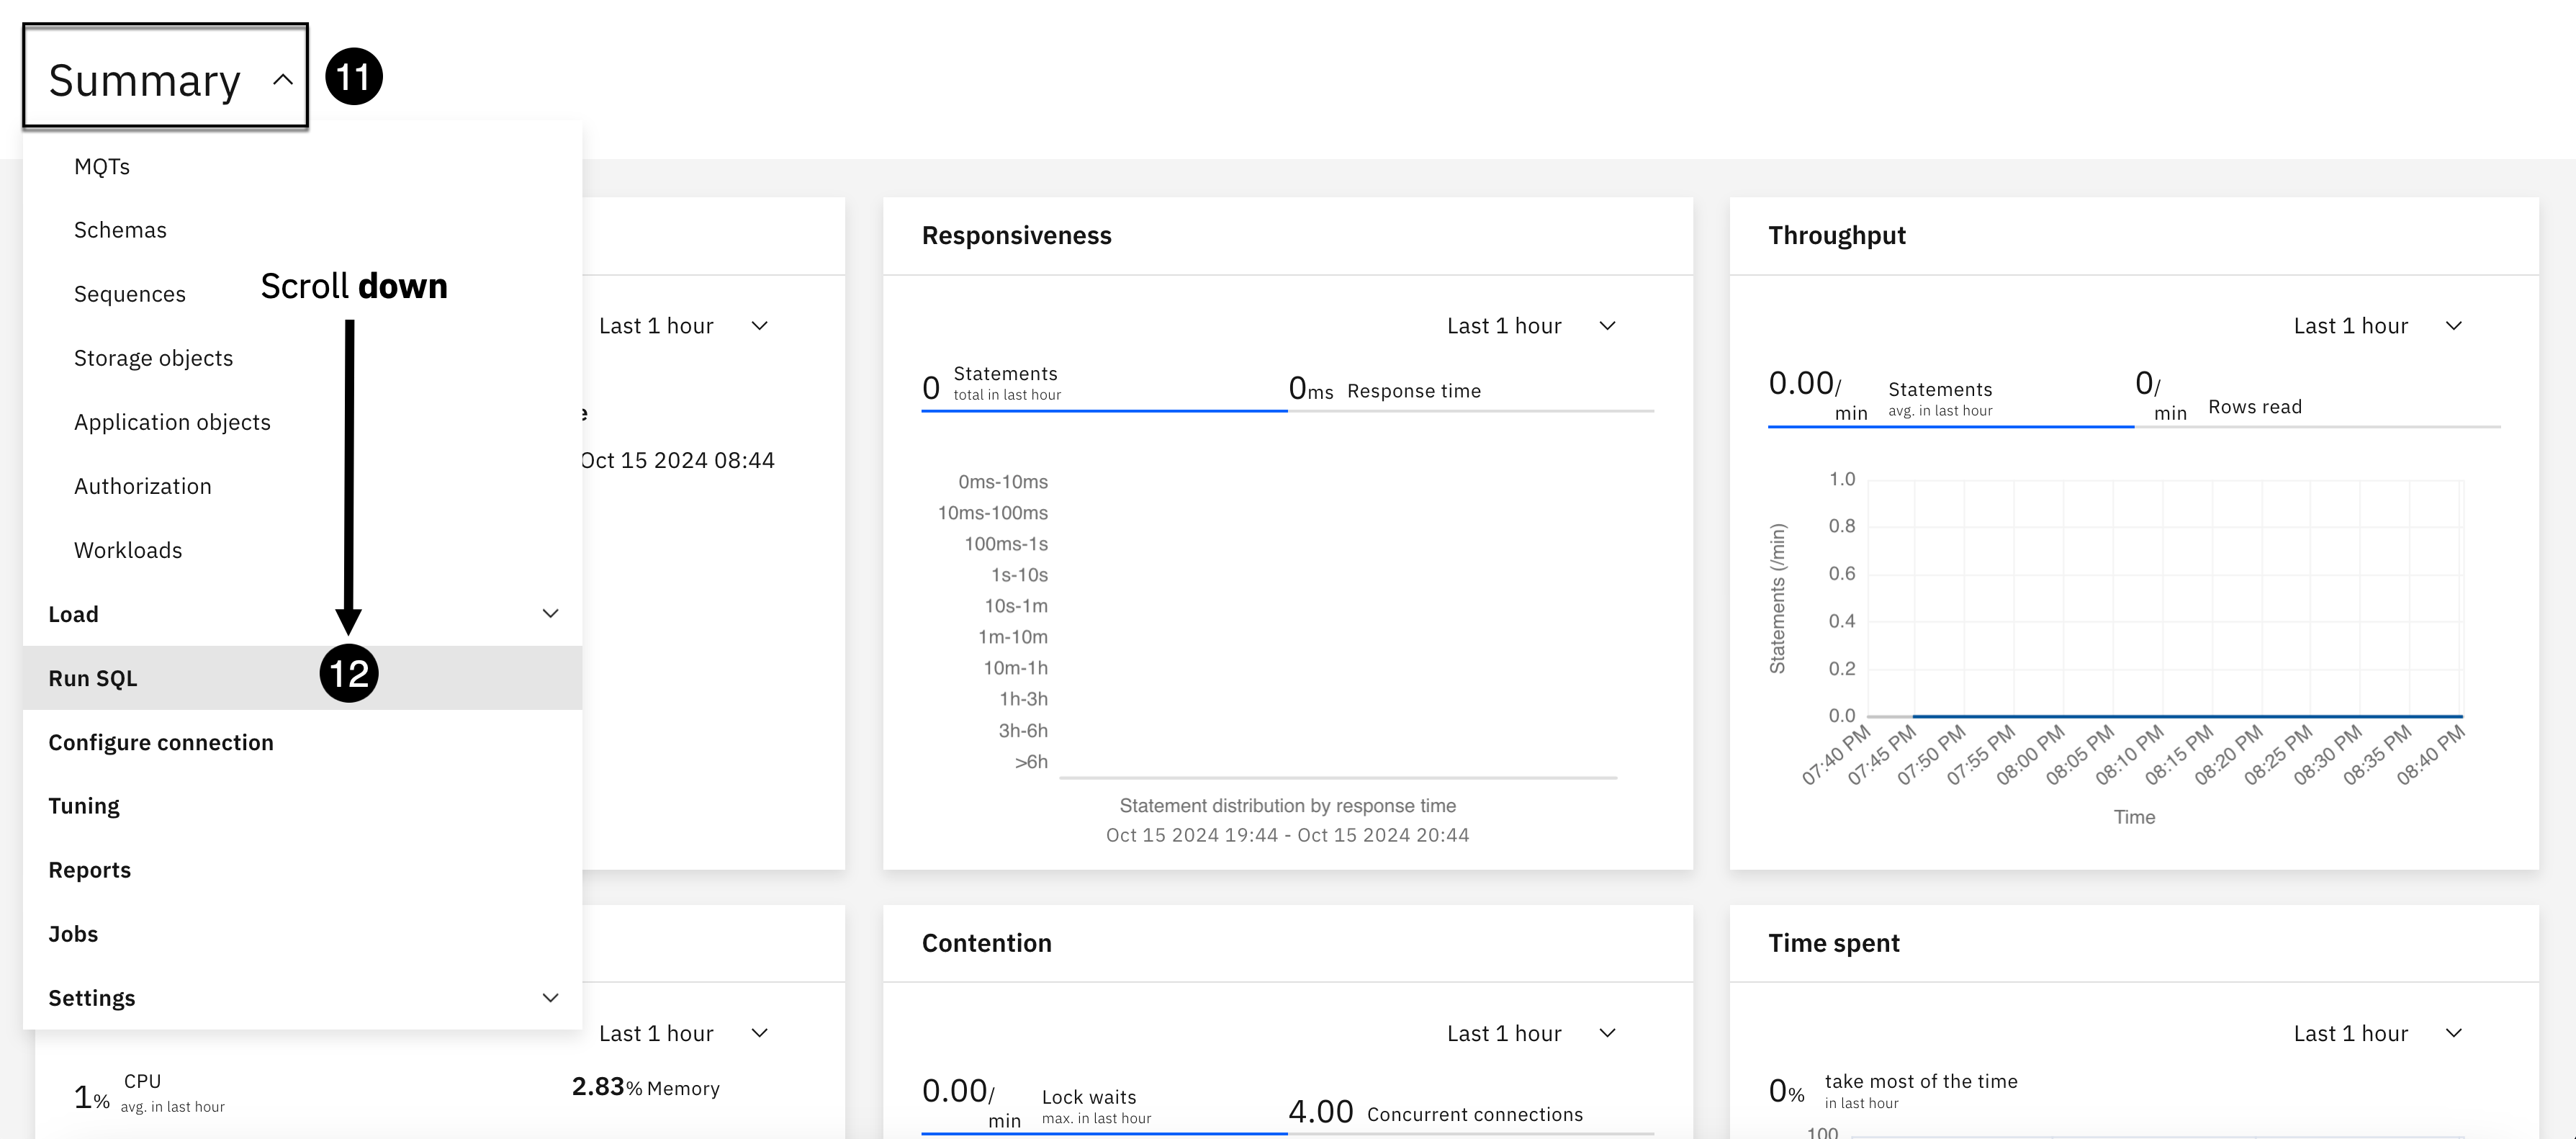 Summary
11
MQTs
Schemas
Sequences
Scroll down
Storage objects
Application objects
Authorization
Workloads
Load
Run SQL
12
Configure connection
Tuning
Reports
Jobs
Settings
Last 1 hour
Oct 15 2024 08:44
Responsiveness
Last 1 hour
0 Statements
total in last hour
0ms Response time
0ms-10ms
10ms-100ms
100ms-1s
1s-10s
10s-1m
1m-10m
10m-1h
1h-3h
3h-6h
>6h
Statement distribution by response time
Oct 15 2024 19:44 - Oct 15 2024 20:44
Throughput
Last 1 hour
0.00/min Statements
avg. in last hour
0/min Rows read
Statements (/min)
1.0
0.8
0.6
0.4
0.2
0.0
07:40 PM
07:45 PM
07:50 PM
07:55 PM
08:00 PM
08:05 PM
08:10 PM
08:15 PM
08:20 PM
08:25 PM
08:30 PM
08:35 PM
08:40 PM
Time
Last 1 hour
1% CPU
avg. in last hour
2.83% Memory
Contention
Last 1 hour
0.00/min Lock waits
max. in last hour
4.00 Concurrent connections
Time spent
Last 1 hour
0% take most of the time
in last hour
100